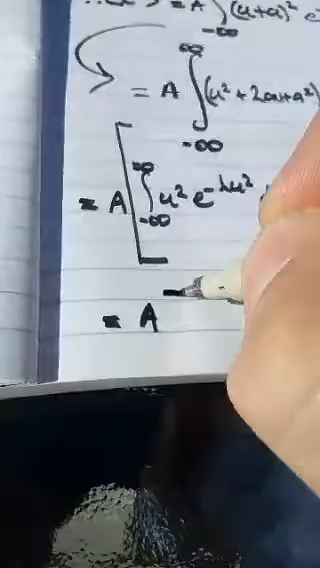 = A ∫ (u+a)² e
-∞
∞
= A ∫ (u² + 2au + a²)
-∞
∞
= A [ ∫ u² e^-λu²
-∞
= A